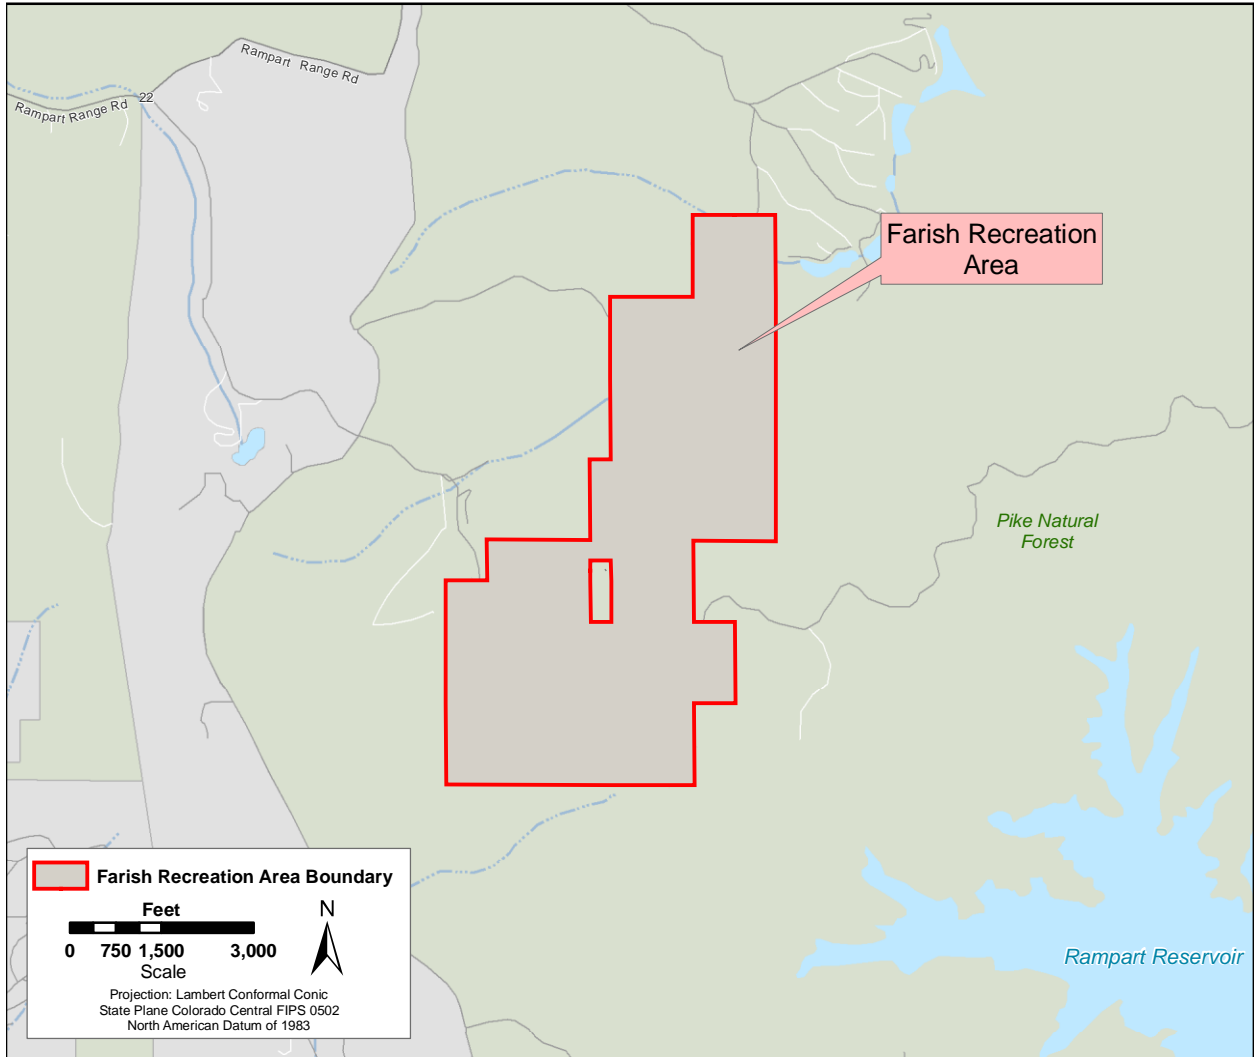 Rampart Range Rd
22
Rampart Range Rd
Farish Recreation
Area
Pike Natural
Forest
Rampart Reservoir
Farish Recreation Area Boundary
Feet
N
0 750 1,500 3,000
Scale
Projection: Lambert Conformal Conic
State Plane Colorado Central FIPS 0502
North American Datum of 1983